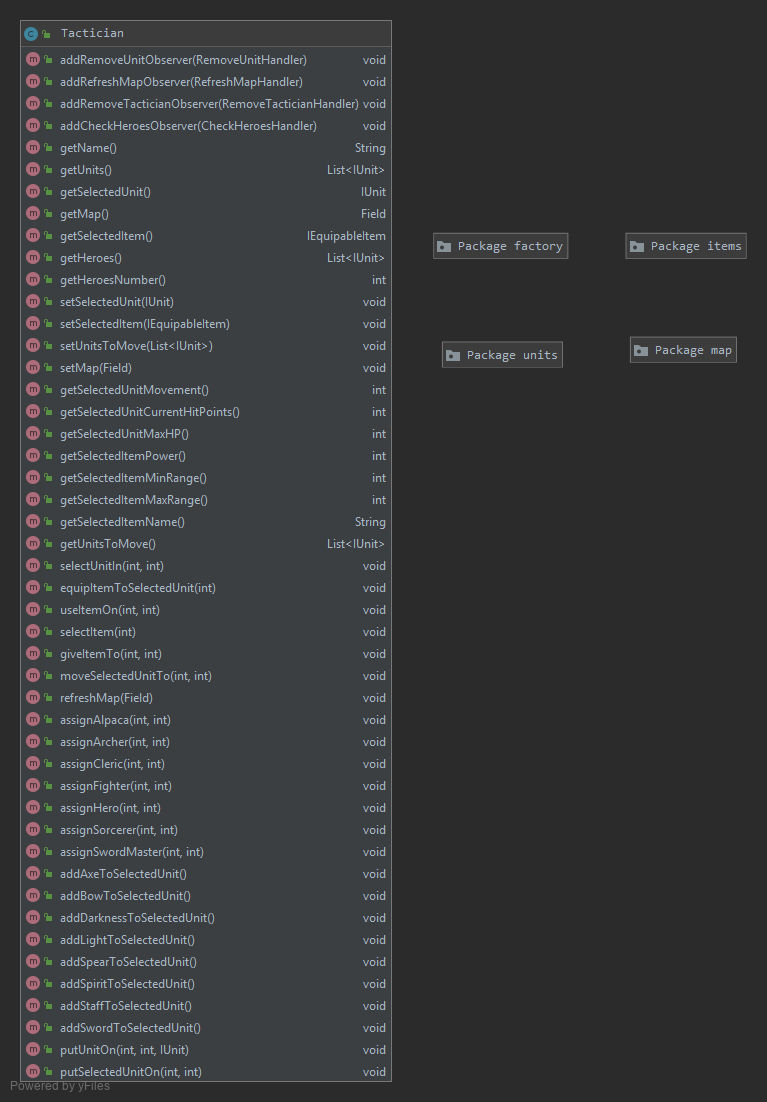 Tactician
addRemoveUnitObserver(RemoveUnitHandler) void
addRefreshMapObserver(RefreshMapHandler) void
addRemoveTacticianObserver(RemoveTacticianHandler) void
addCheckHeroesObserver(CheckHeroesHandler) void
getName() String
getUnits() List<IUnit>
getSelectedUnit() IUnit
getMap() Field
getSelectedItem() IEquipableItem
getHeroes() List<IUnit>
getHeroesNumber() int
setSelectedUnit(IUnit) void
setSelectedItem(IEquipableItem) void
setUnitsToMove(List<IUnit>) void
setMap(Field) void
getSelectedUnitMovement() int
getSelectedUnitCurrentHitPoints() int
getSelectedUnitMaxHP() int
getSelectedItemPower() int
getSelectedItemMinRange() int
getSelectedItemMaxRange() int
getSelectedItemName() String
getUnitsToMove() List<IUnit>
selectUnitIn(int, int) void
equipItemToSelectedUnit(int) void
useItemOn(int, int) void
selectItem(int) void
giveItemTo(int, int) void
moveSelectedUnitTo(int, int) void
refreshMap(Field) void
assignAlpaca(int, int) void
assignArcher(int, int) void
assignCleric(int, int) void
assignFighter(int, int) void
assignHero(int, int) void
assignSorcerer(int, int) void
assignSwordMaster(int, int) void
addAxeToSelectedUnit() void
addBowToSelectedUnit() void
addDarknessToSelectedUnit() void
addLightToSelectedUnit() void
addSpearToSelectedUnit() void
addSpiritToSelectedUnit() void
addStaffToSelectedUnit() void
addSwordToSelectedUnit() void
putUnitOn(int, int, IUnit) void
putSelectedUnitOn(int, int) void
Powered by yFiles
Package factory
Package items
Package units
Package map